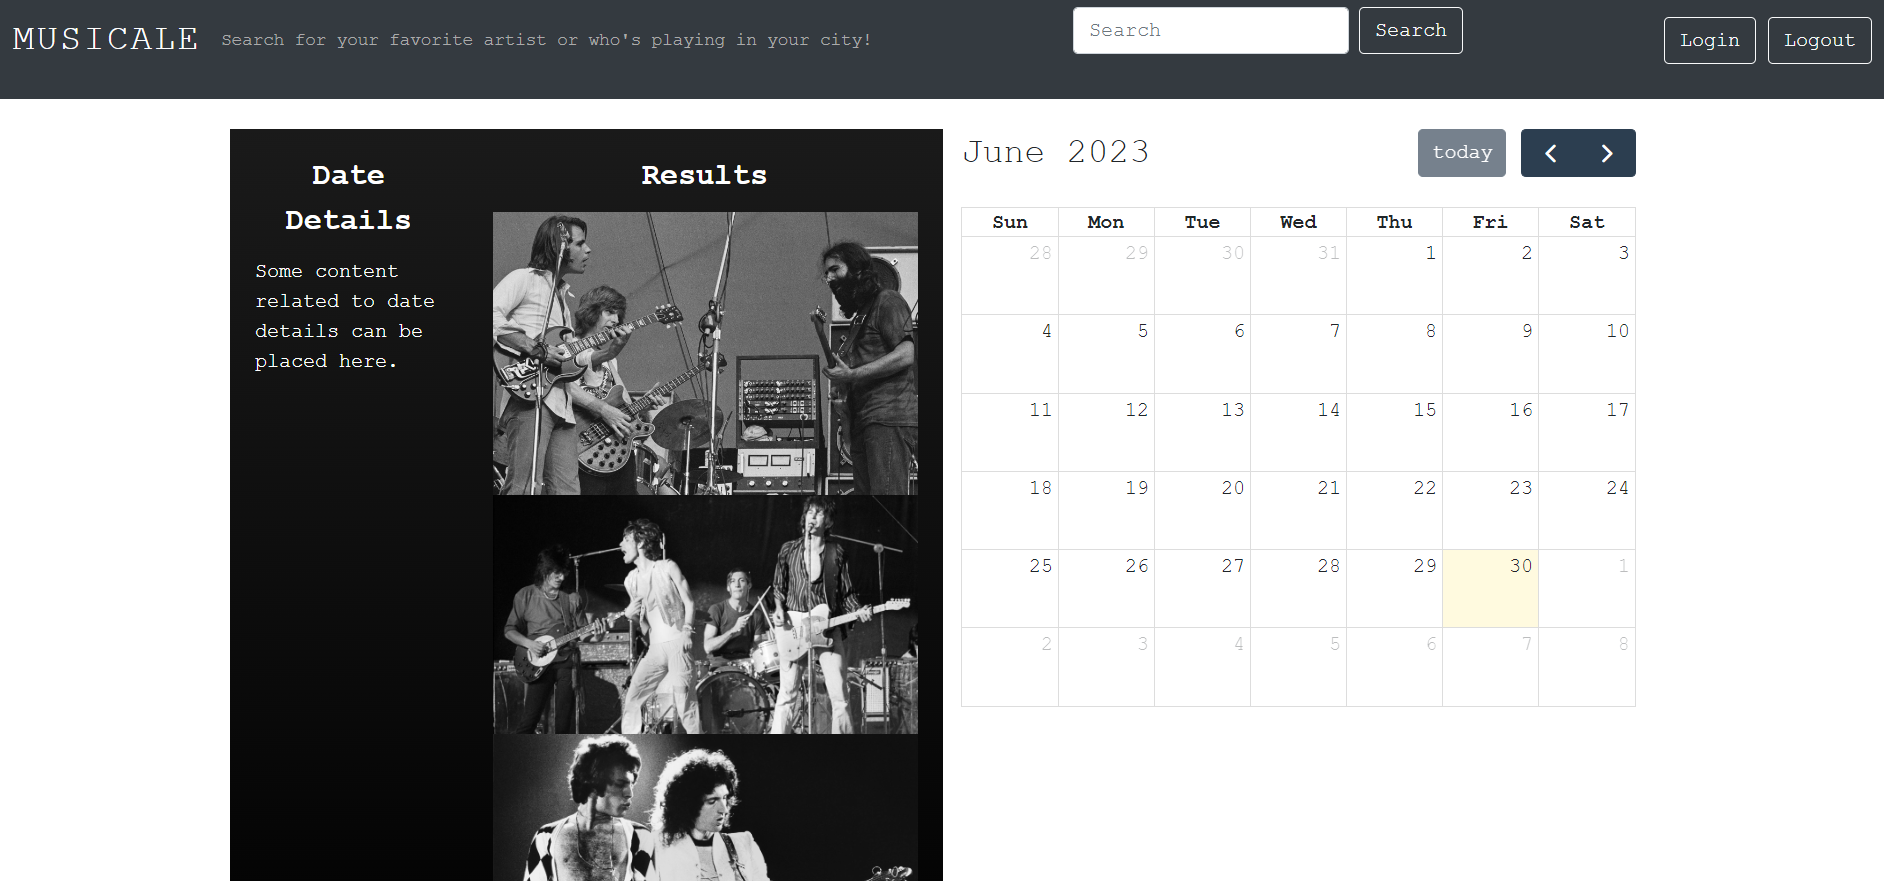 MUSICALE Search for your favorite artist or who's playing in your city! Search Search Login Logout
Date
Details
Some content
related to date
details can be
placed here.
Results
June 2023 today
Sun Mon Tue Wed Thu Fri Sat
28 29 30 31 1 2 3
4 5 6 7 8 9 10
11 12 13 14 15 16 17
18 19 20 21 22 23 24
25 26 27 28 29 30 1
2 3 4 5 6 7 8